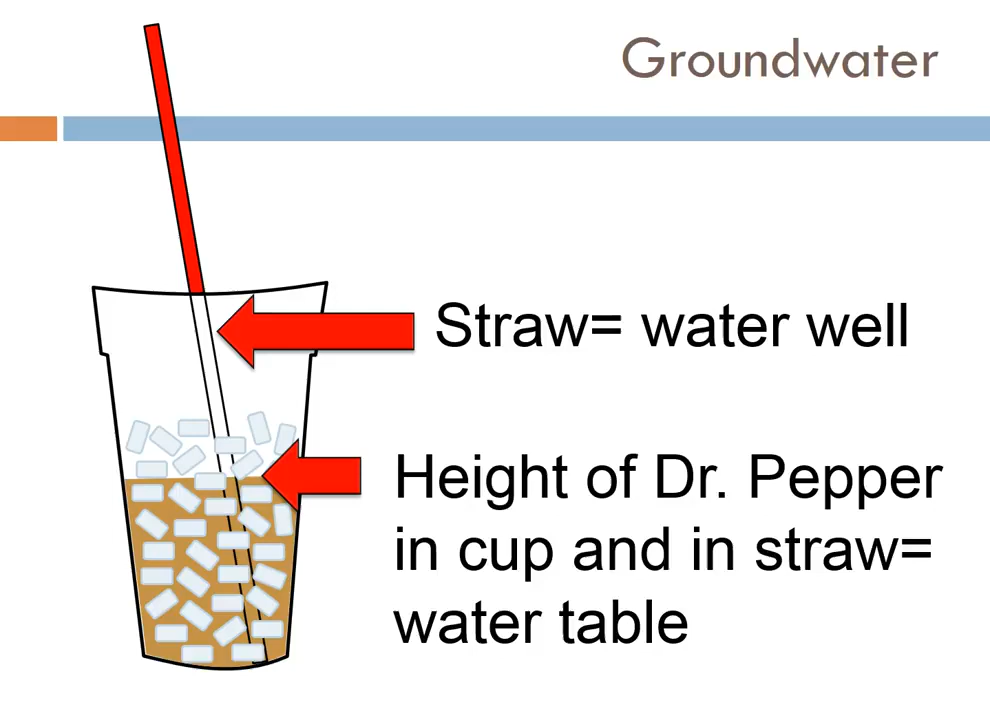 Groundwater
Straw= water well
Height of Dr. Pepper
in cup and in straw=
water table